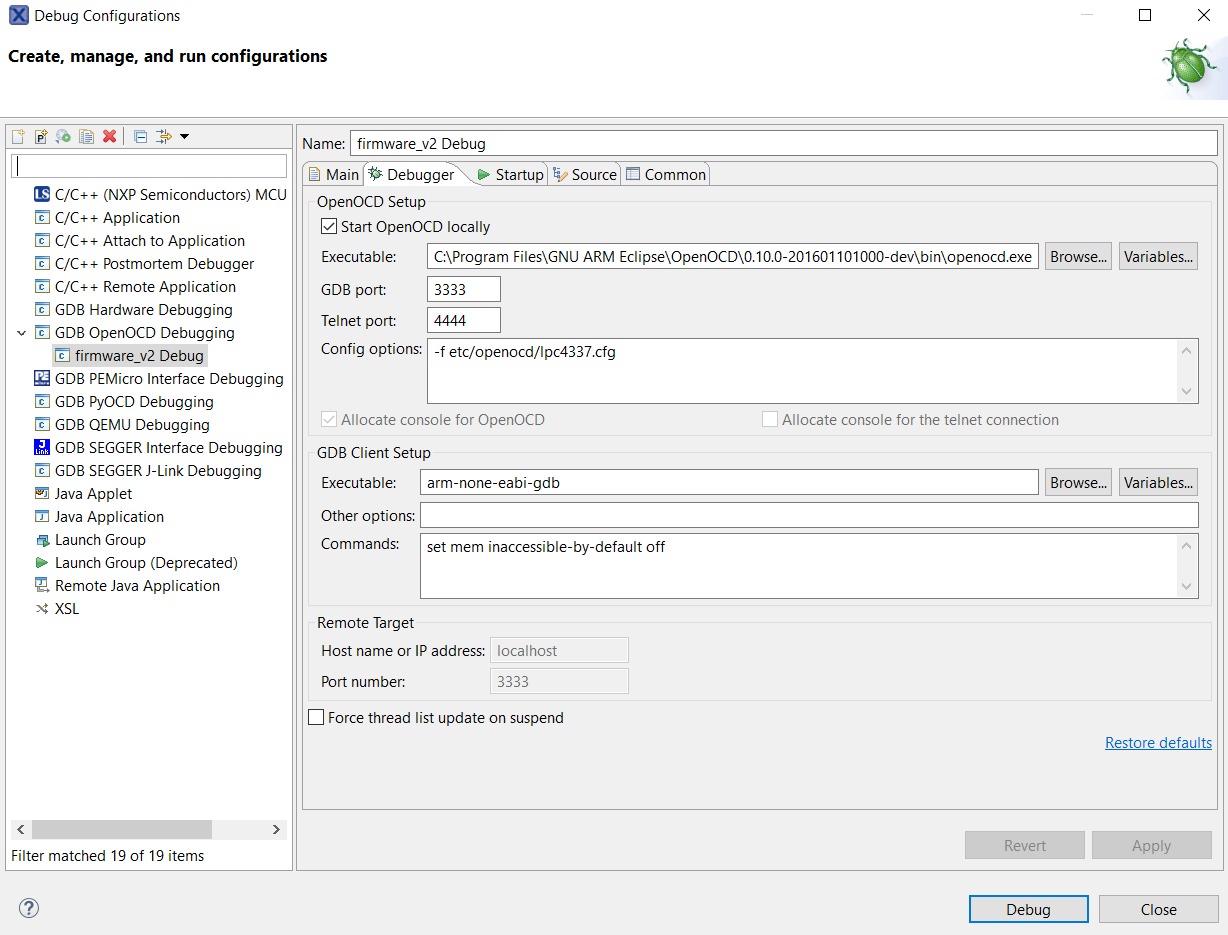 Debug Configurations
Create, manage, and run configurations
Name: firmware_v2 Debug
Main Debugger Startup Source Common
C/C++ (NXP Semiconductors) MCU
C/C++ Application
C/C++ Attach to Application
C/C++ Postmortem Debugger
C/C++ Remote Application
GDB Hardware Debugging
GDB OpenOCD Debugging
firmware_v2 Debug
GDB PEMicro Interface Debugging
GDB PyOCD Debugging
GDB QEMU Debugging
GDB SEGGER Interface Debugging
GDB SEGGER J-Link Debugging
Java Applet
Java Application
Launch Group
Launch Group (Deprecated)
Remote Java Application
XSL
Filter matched 19 of 19 items
OpenOCD Setup
Start OpenOCD locally
Executable: C:\Program Files\GNU ARM Eclipse\OpenOCD\0.10.0-201601101000-dev\bin\openocd.exe Browse... Variables...
GDB port: 3333
Telnet port: 4444
Config options: -f etc/openocd/lpc4337.cfg
Allocate console for OpenOCD Allocate console for the telnet connection
GDB Client Setup
Executable: arm-none-eabi-gdb Browse... Variables...
Other options:
Commands: set mem inaccessible-by-default off
Remote Target
Host name or IP address: localhost
Port number: 3333
Force thread list update on suspend
Restore defaults
Revert Apply
Debug Close